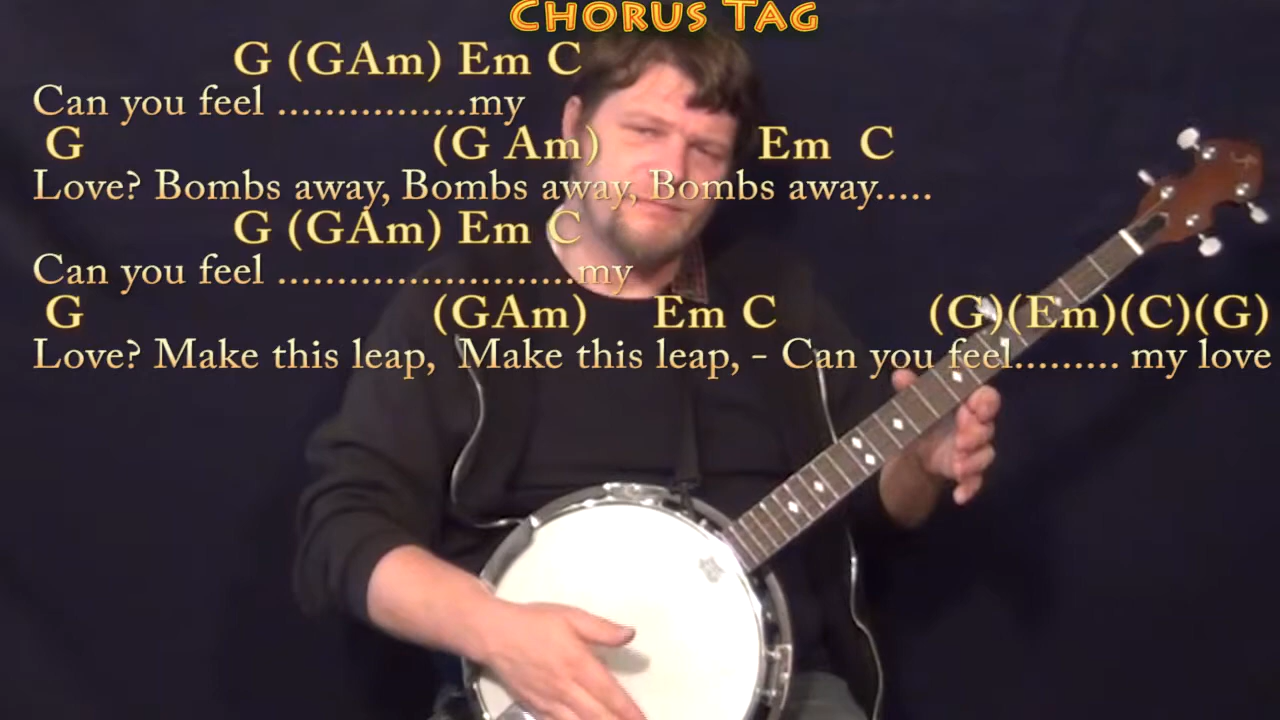 CHORUS TAG
G (GAm) Em C
Can you feel ................my
G (G Am) Em C
Love? Bombs away, Bombs away, Bombs away.....
G (GAm) Em C
Can you feel .........................my
G (GAm) Em C (G)(Em)(C)(G)
Love? Make this leap, Make this leap, - Can you feel......... my love